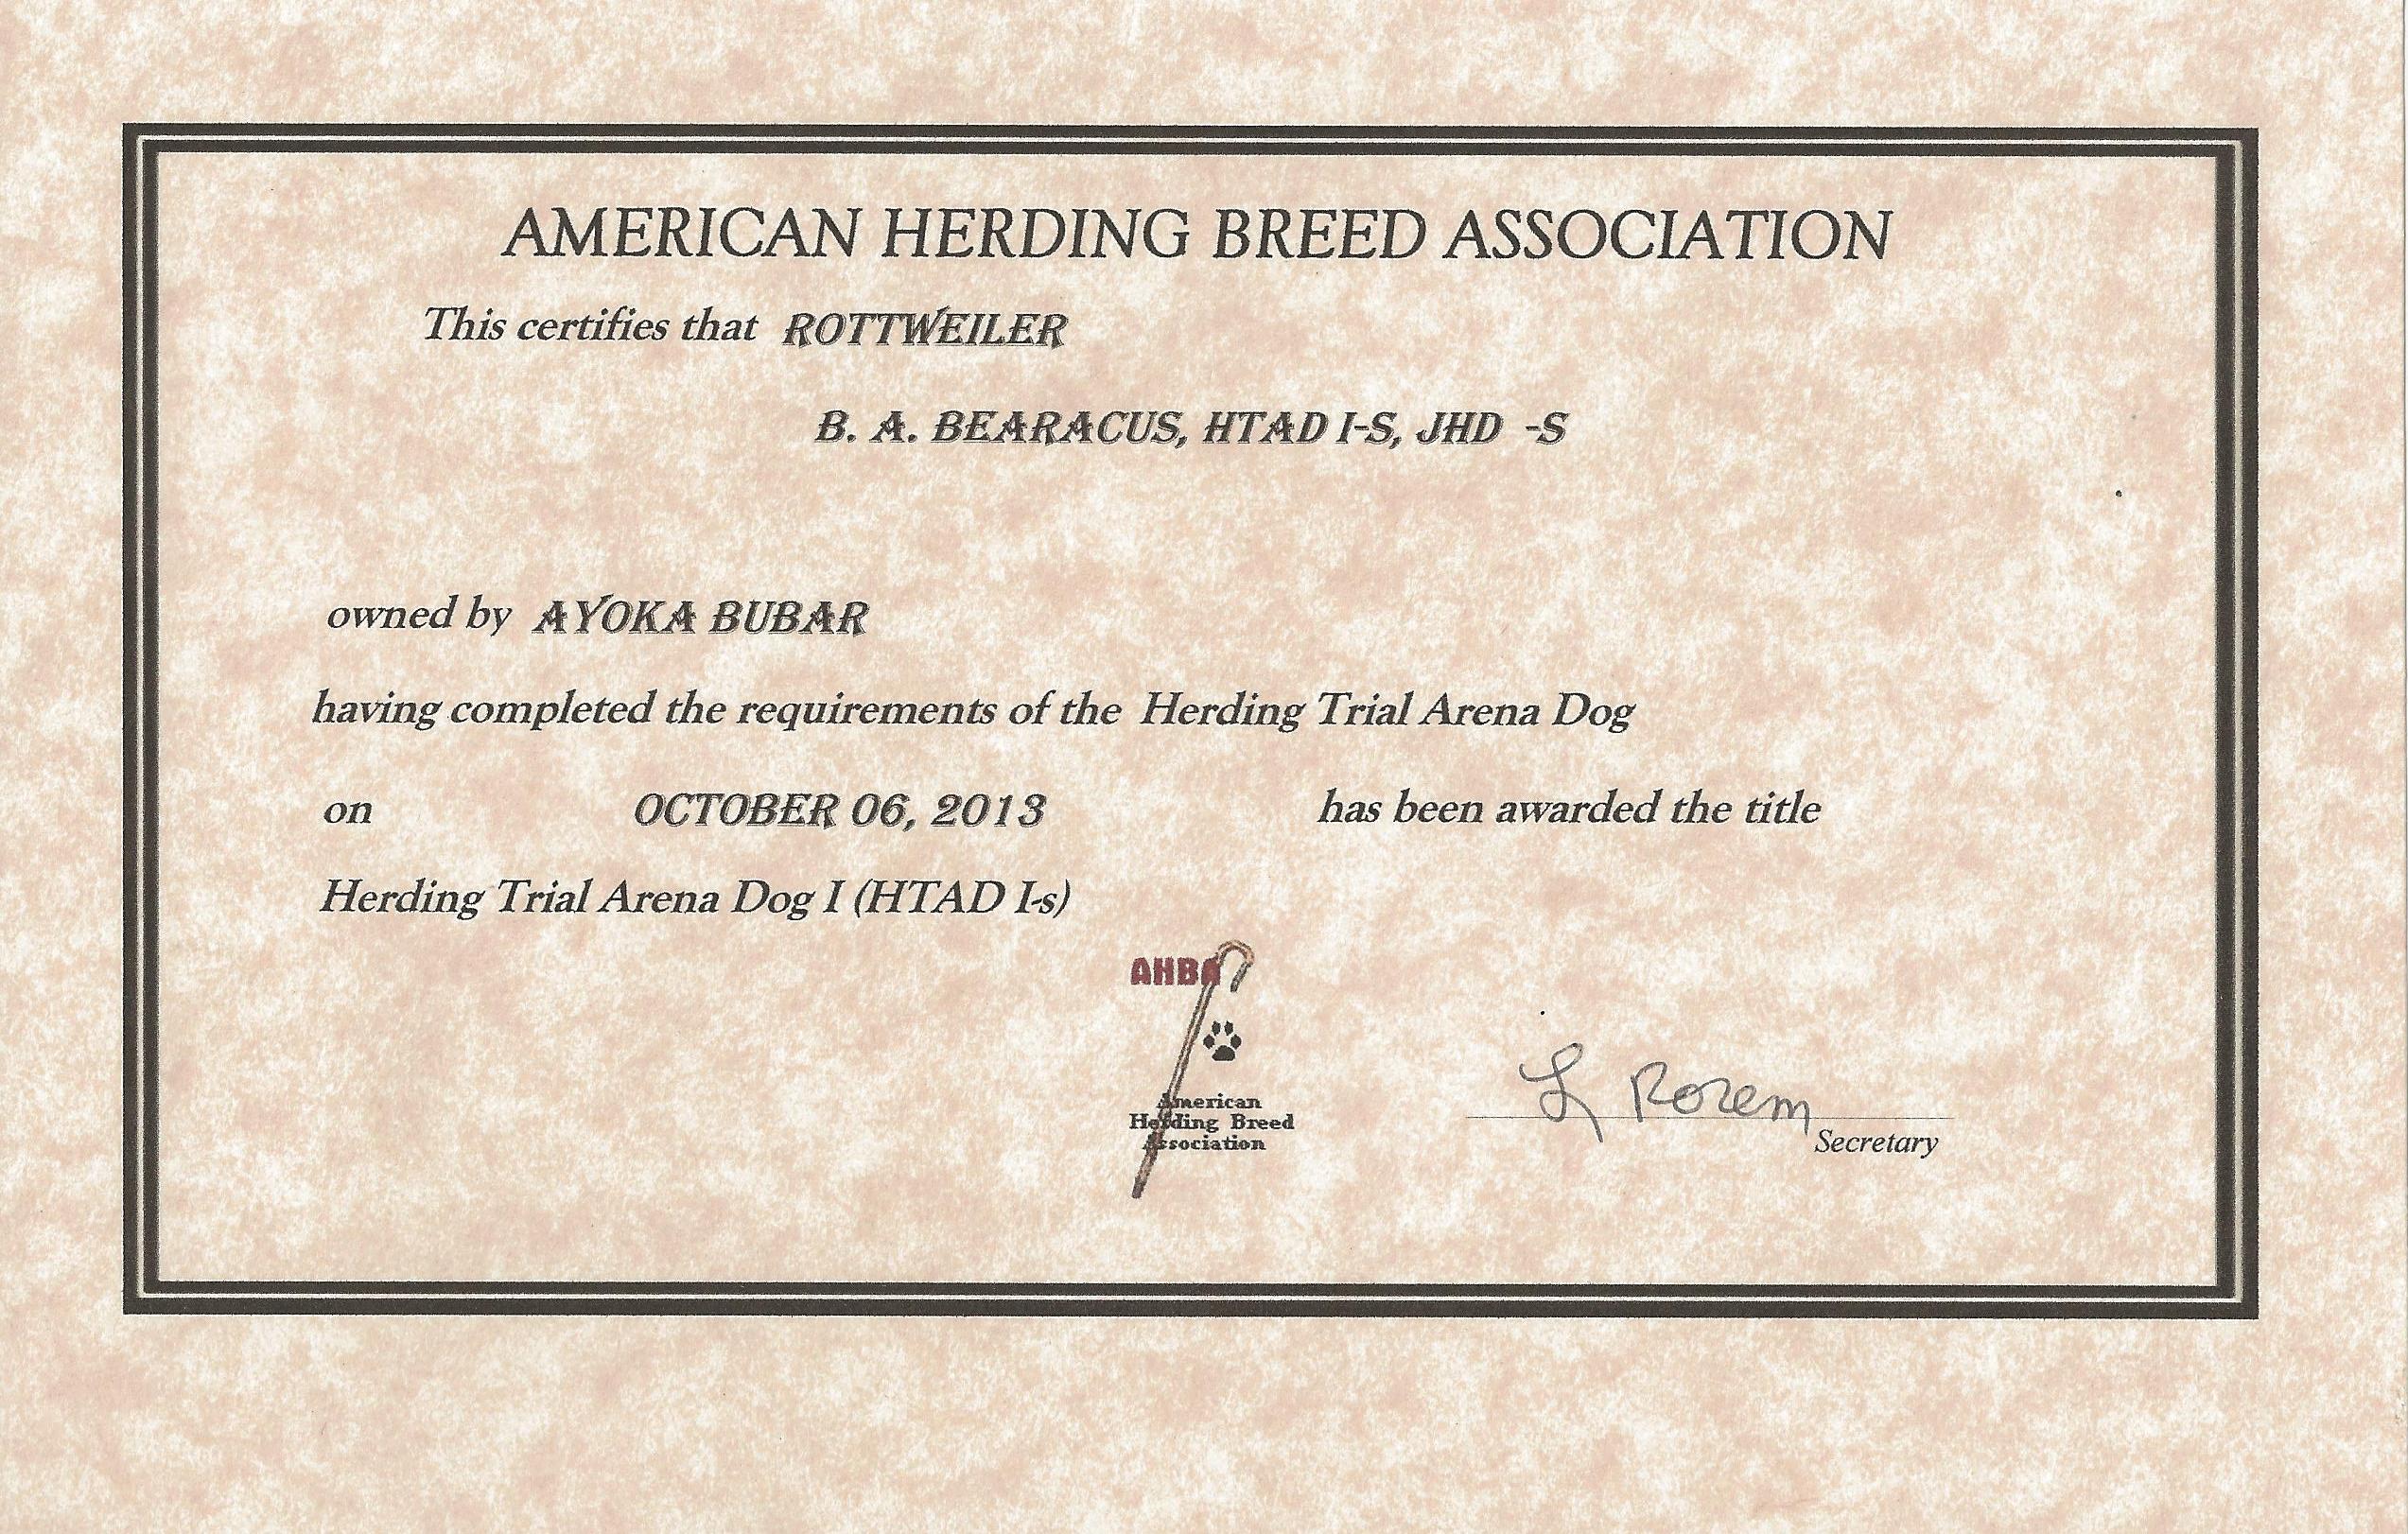 AMERICAN HERDING BREED ASSOCIATION
This certifies that ROTTWEILER
B. A. BEARACUS, HTAD I-S, JHD -S
owned by AYOKA BUBAR
having completed the requirements of the Herding Trial Arena Dog
on OCTOBER 06, 2013 has been awarded the title
Herding Trial Arena Dog I (HTAD I-s)
AHBA
American
Herding Breed
Association
L Rozem
Secretary